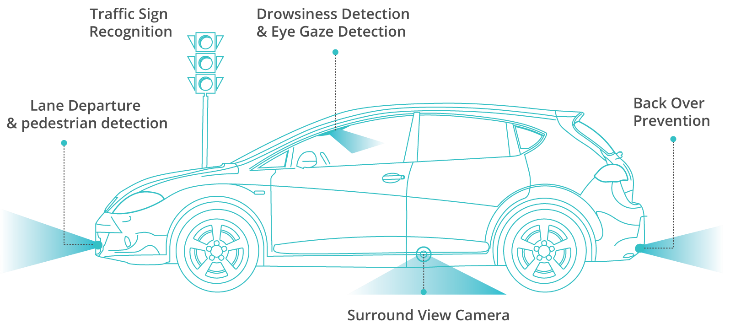 Traffic Sign
Recognition
Drowsiness Detection
& Eye Gaze Detection
Lane Departure
& pedestrian detection
Back Over
Prevention
Surround View Camera